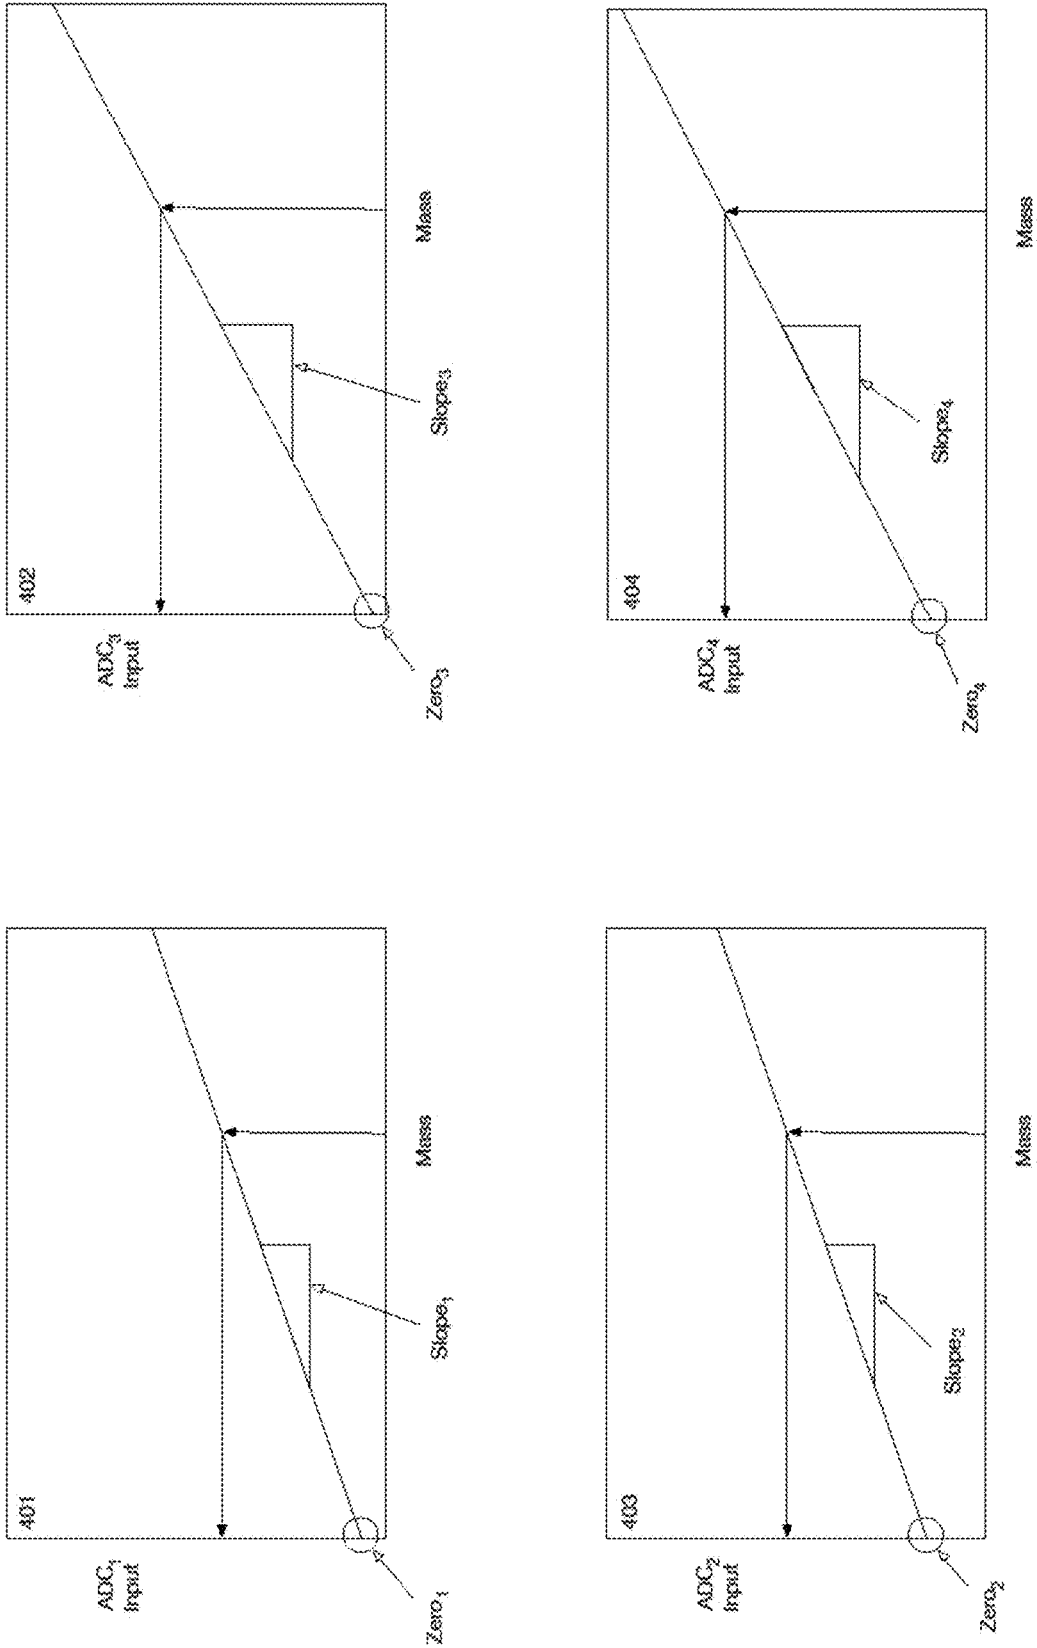 401
ADC₁
Input
Slope₁
Mass
Zero₁
402
ADC₃
Input
Slope₃
Mass
Zero₃
403
ADC₂
Input
Slope₂
Mass
Zero₂
404
ADC₄
Input
Slope₄
Mass
Zero₄